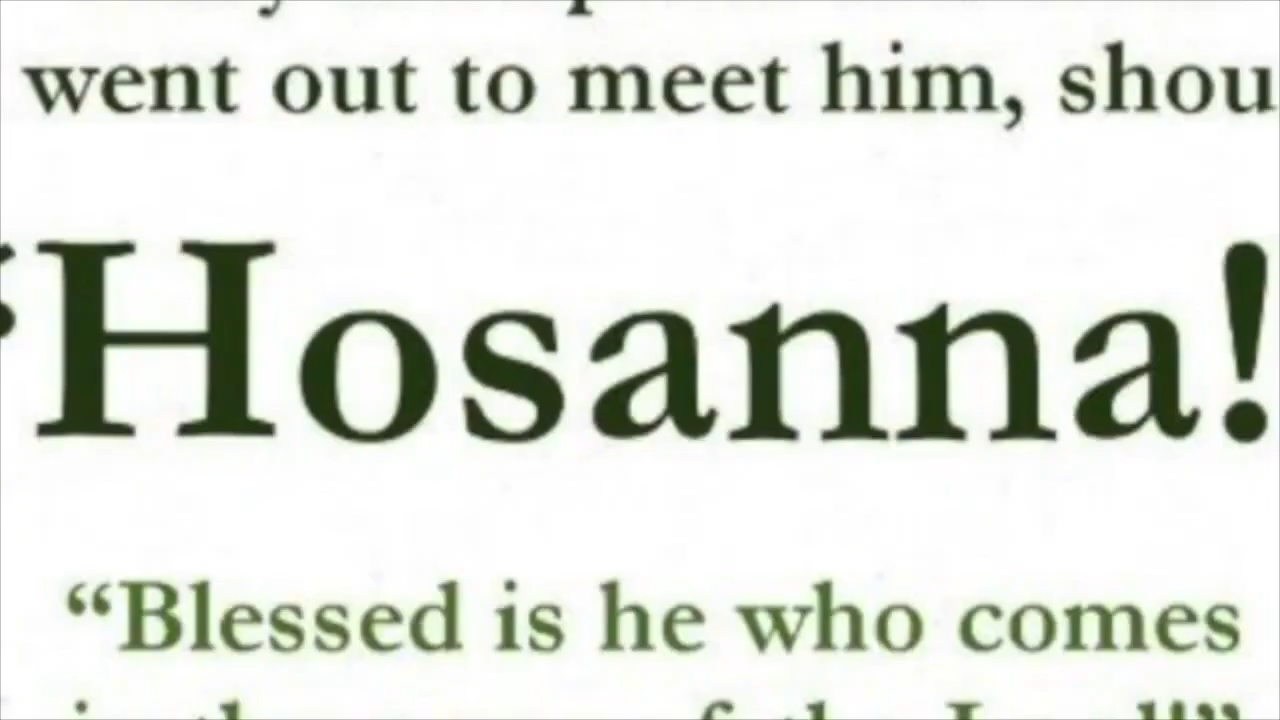 went out to meet him, shou
“Hosanna!
“Blessed is he who comes